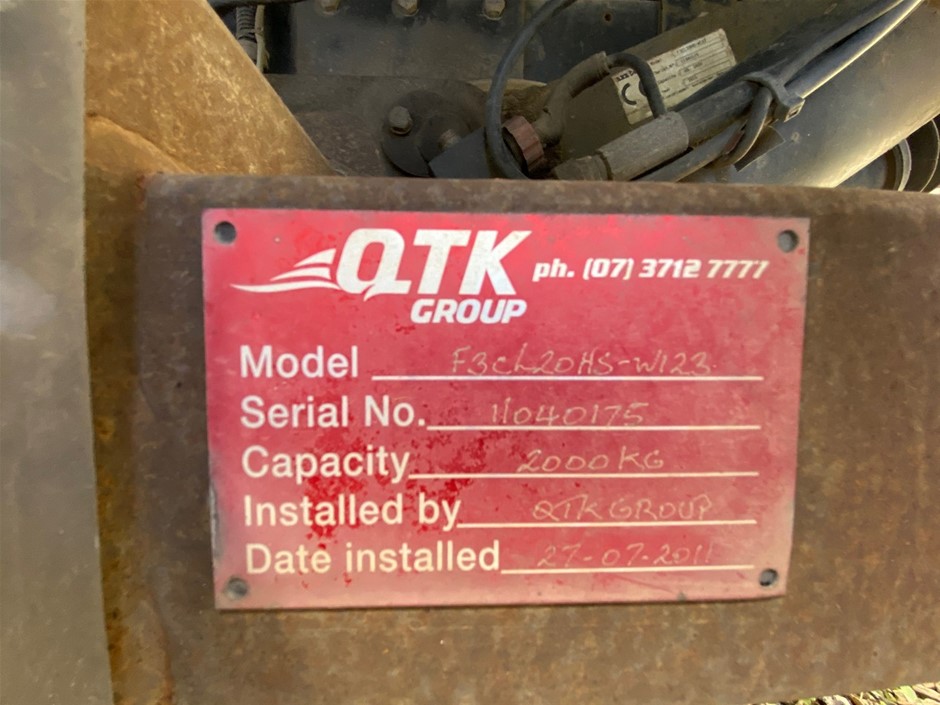 QTK GROUP ph. (07) 3712 7777
Model F3CL20HS-W123
Serial No. 11040175
Capacity 2000KG
Installed by QTK GROUP
Date installed 27-07-2011
CE